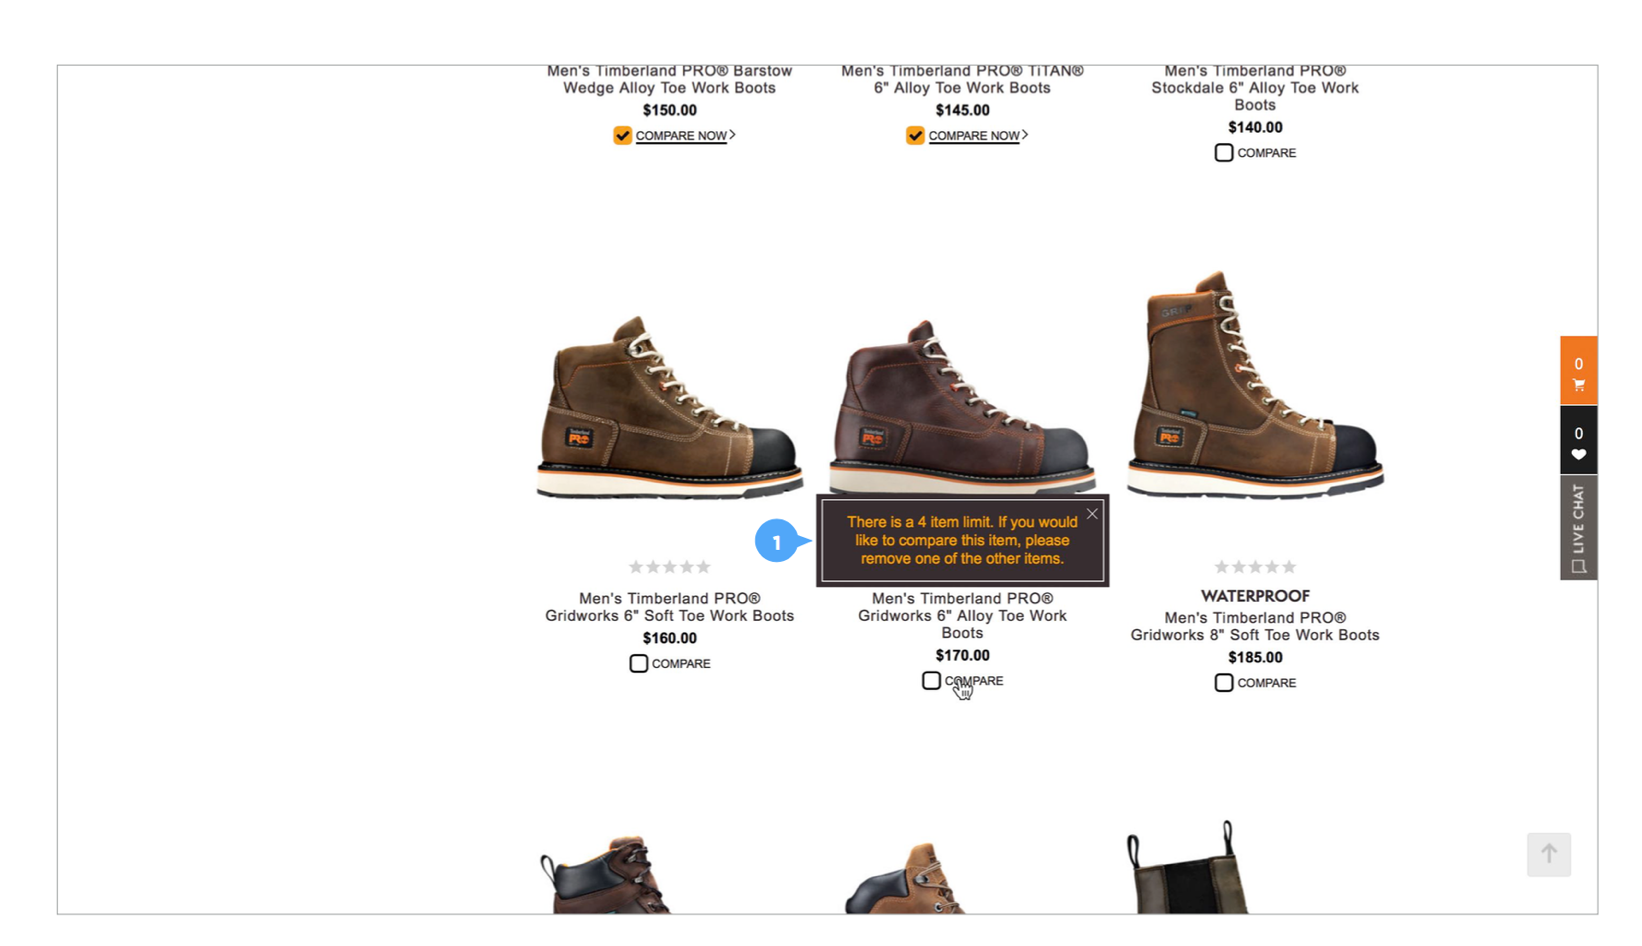 Men's Timberland PRO® Barstow
Wedge Alloy Toe Work Boots
$150.00
COMPARE NOW
Men's Timberland PRO® TiTAN®
6" Alloy Toe Work Boots
$145.00
COMPARE NOW
Men's Timberland PRO®
Stockdale 6" Alloy Toe Work
Boots
$140.00
COMPARE
PRO
PRO
PRO
1
There is a 4 item limit. If you would
like to compare this item, please
remove one of the other items.
Men's Timberland PRO®
Gridworks 6" Soft Toe Work Boots
$160.00
COMPARE
Men's Timberland PRO®
Gridworks 6" Alloy Toe Work
Boots
$170.00
COMPARE
WATERPROOF
Men's Timberland PRO®
Gridworks 8" Soft Toe Work Boots
$185.00
COMPARE
0
0
LIVE CHAT